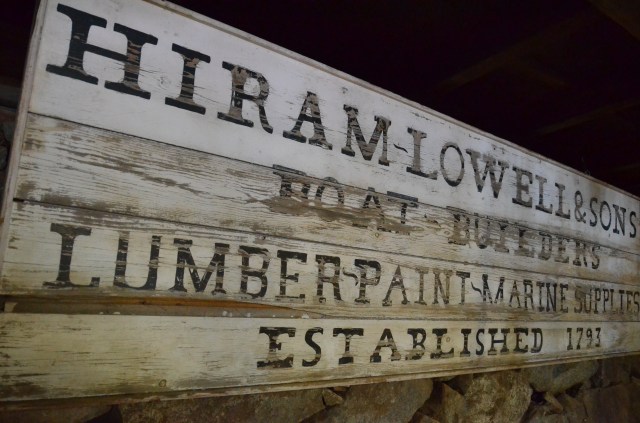 HIRAM-LOWELL & SONS
BOAT-BUILDERS
LUMBER-PAINT-MARINE SUPPLIES
ESTABLISHED 1793